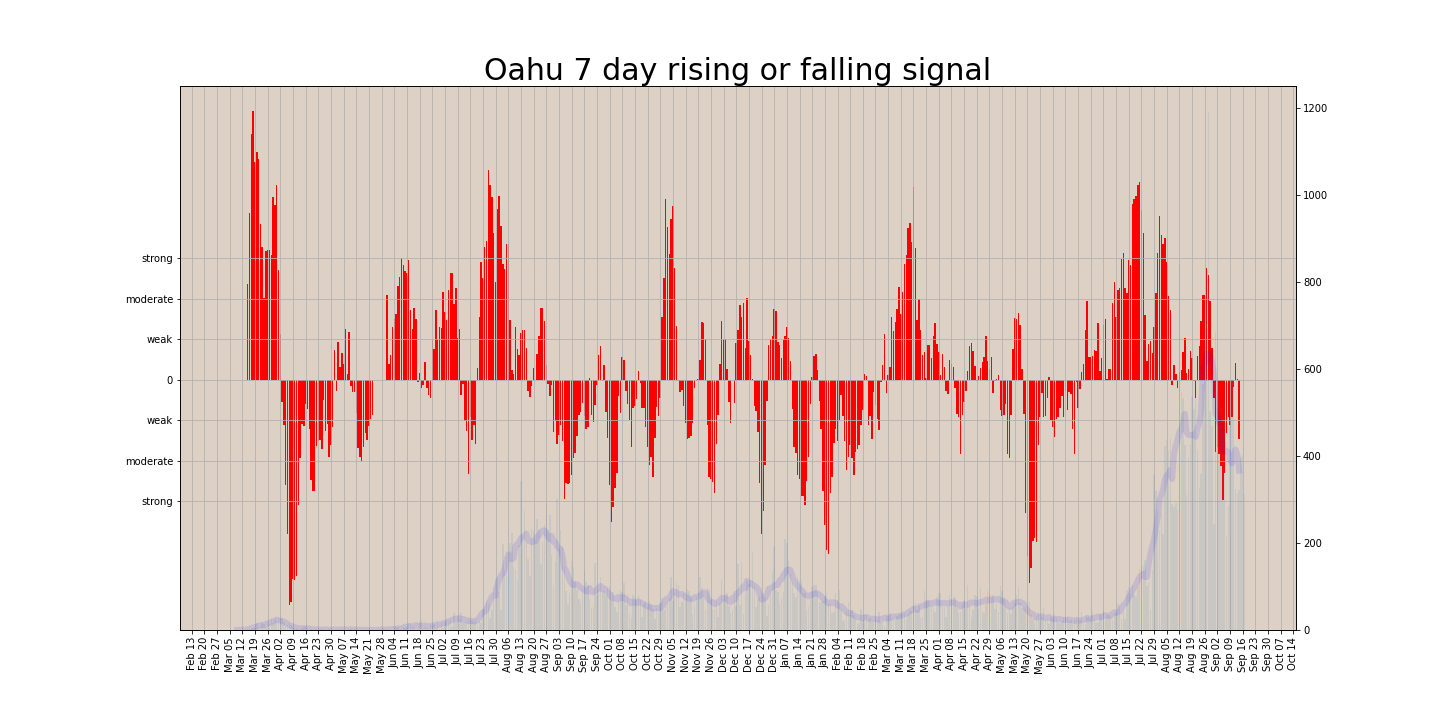 Oahu 7 day rising or falling signal
strong
moderate
weak
0
weak
moderate
strong
1200
1000
800
600
400
200
0
Feb 13
Feb 20
Feb 27
Mar 05
Mar 12
Mar 19
Mar 26
Apr 02
Apr 09
Apr 16
Apr 23
Apr 30
May 07
May 14
May 21
May 28
Jun 04
Jun 11
Jun 18
Jun 25
Jul 02
Jul 09
Jul 16
Jul 23
Jul 30
Aug 06
Aug 13
Aug 20
Aug 27
Sep 03
Sep 10
Sep 17
Sep 24
Oct 01
Oct 08
Oct 15
Oct 22
Oct 29
Nov 05
Nov 12
Nov 19
Nov 26
Dec 03
Dec 10
Dec 17
Dec 24
Dec 31
Jan 07
Jan 14
Jan 21
Jan 28
Feb 04
Feb 11
Feb 18
Feb 25
Mar 04
Mar 11
Mar 18
Mar 25
Apr 01
Apr 08
Apr 15
Apr 22
Apr 29
May 06
May 13
May 20
May 27
Jun 03
Jun 10
Jun 17
Jun 24
Jul 01
Jul 08
Jul 15
Jul 22
Jul 29
Aug 05
Aug 12
Aug 19
Aug 26
Sep 02
Sep 09
Sep 16
Sep 23
Sep 30
Oct 07
Oct 14